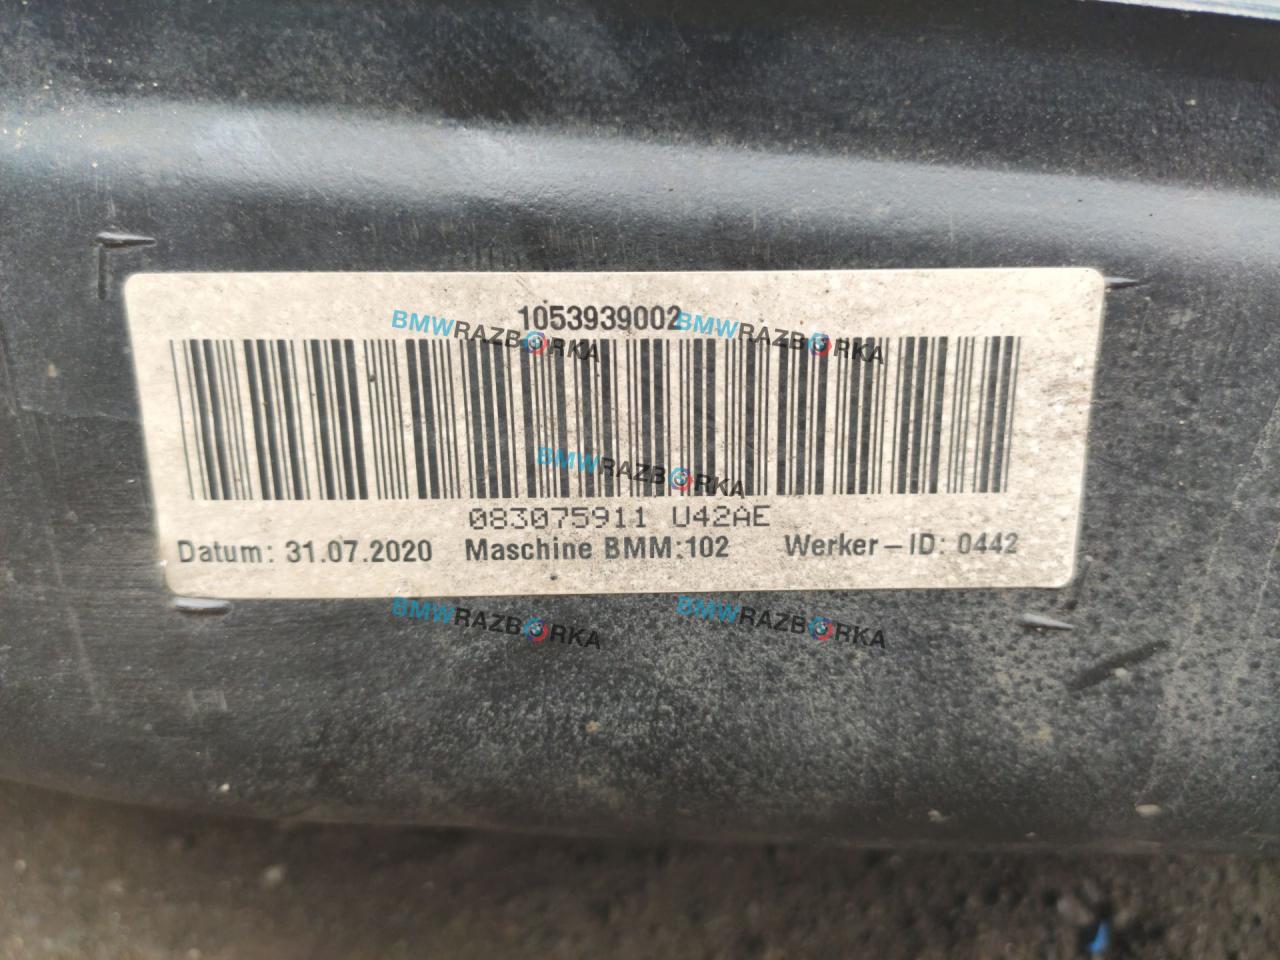 1053939002
BMWRAZBORKA BMWRAZBORKA
BMWRAZBORKA
083075911 U42AE
Datum: 31.07.2020 Maschine BMM:102 Werker-ID: 0442
BMWRAZBORKA BMWRAZBORKA